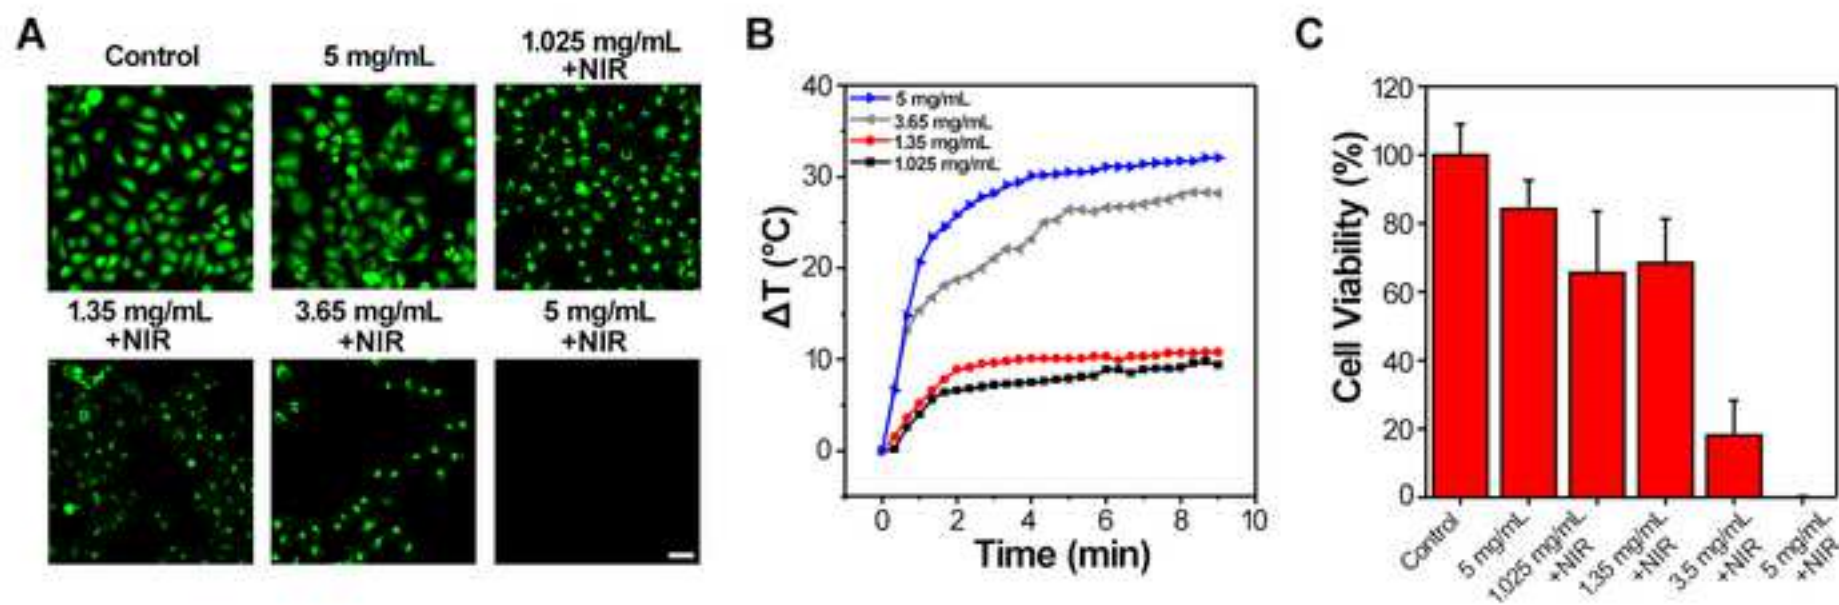 A
Control
5 mg/mL
1.025 mg/mL
+NIR
1.35 mg/mL
+NIR
3.65 mg/mL
+NIR
5 mg/mL
+NIR
B
40
30
20
10
0
ΔT (°C)
5 mg/mL
3.65 mg/mL
1.35 mg/mL
1.025 mg/mL
0 2 4 6 8 10
Time (min)
C
120
100
80
60
40
20
0
Cell Viability (%)
Control
5 mg/mL
1.025 mg/mL
+NIR
1.35 mg/mL
+NIR
3.5 mg/mL
+NIR
5 mg/mL
+NIR